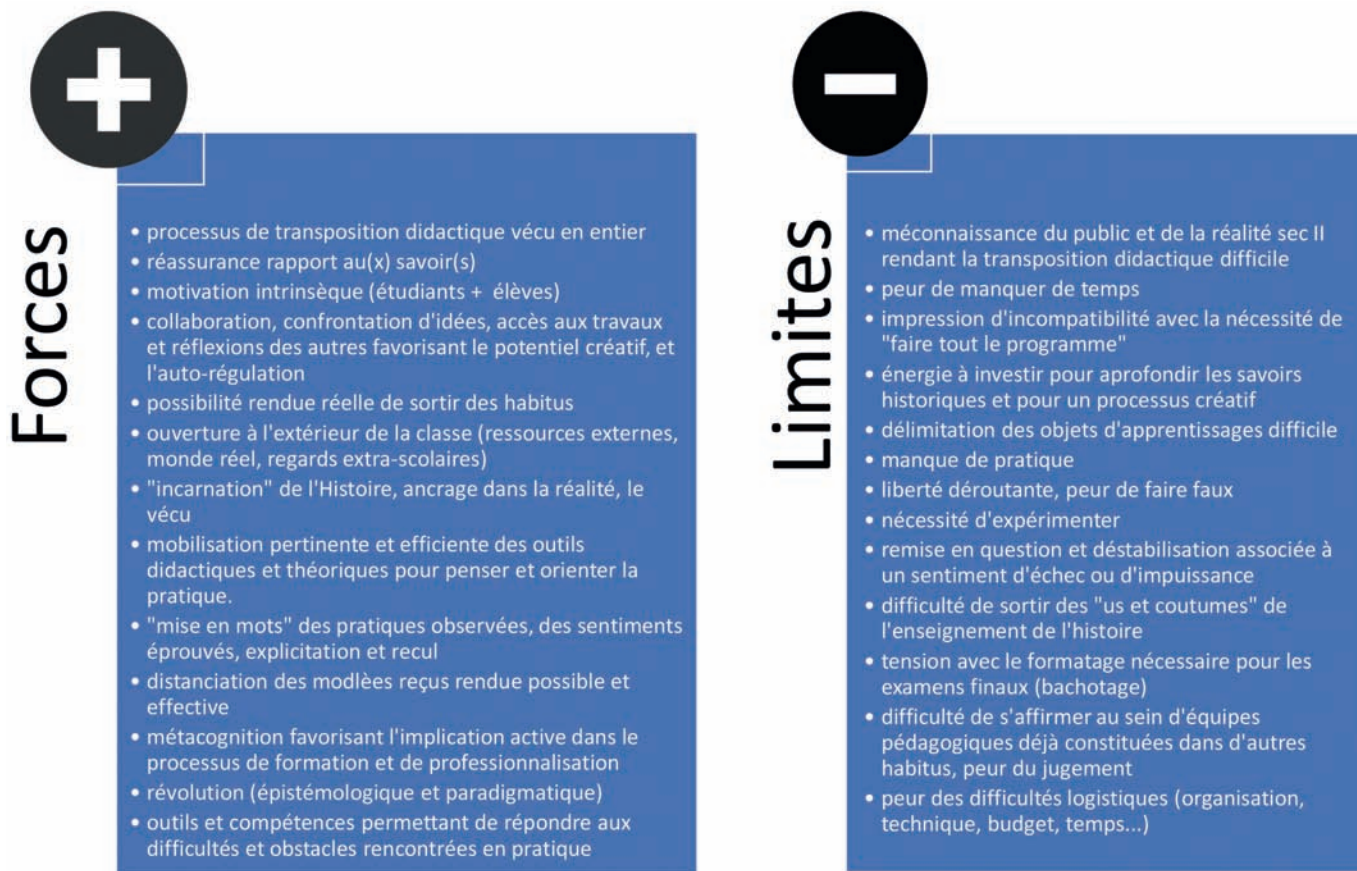 Forces
• processus de transposition didactique vécu en entier
• réassurance rapport au(x) savoir(s)
• motivation intrinsèque (étudiants + élèves)
• collaboration, confrontation d'idées, accès aux travaux
et réflexions des autres favorisant le potentiel créatif, et
l'auto-régulation
• possibilité rendue réelle de sortir des habitus
• ouverture à l'extérieur de la classe (ressources externes,
monde réel, regards extra-scolaires)
• "incarnation" de l'Histoire, ancrage dans la réalité, le
vécu
• mobilisation pertinente et efficiente des outils
didactiques et théoriques pour penser et orienter la
pratique.
• "mise en mots" des pratiques observées, des sentiments
éprouvés, explicitation et recul
• distanciation des modlèes reçus rendue possible et
effective
• métacognition favorisant l'implication active dans le
processus de formation et de professionnalisation
• révolution (épistémologique et paradigmatique)
• outils et compétences permettant de répondre aux
difficultés et obstacles rencontrées en pratique
Limites
• méconnaissance du public et de la réalité sec II
rendant la transposition didactique difficile
• peur de manquer de temps
• impression d'incompatibilité avec la nécessité de
"faire tout le programme"
• énergie à investir pour aprofondir les savoirs
historiques et pour un processus créatif
• délimitation des objets d'apprentissages difficile
• manque de pratique
• liberté déroutante, peur de faire faux
• nécessité d'expérimenter
• remise en question et déstabilisation associée à
un sentiment d'échec ou d'impuissance
• difficulté de sortir des "us et coutumes" de
l'enseignement de l'histoire
• tension avec le formatage nécessaire pour les
examens finaux (bachotage)
• difficulté de s'affirmer au sein d'équipes
pédagogiques déjà constituées dans d'autres
habitus, peur du jugement
• peur des difficultés logistiques (organisation,
technique, budget, temps...)